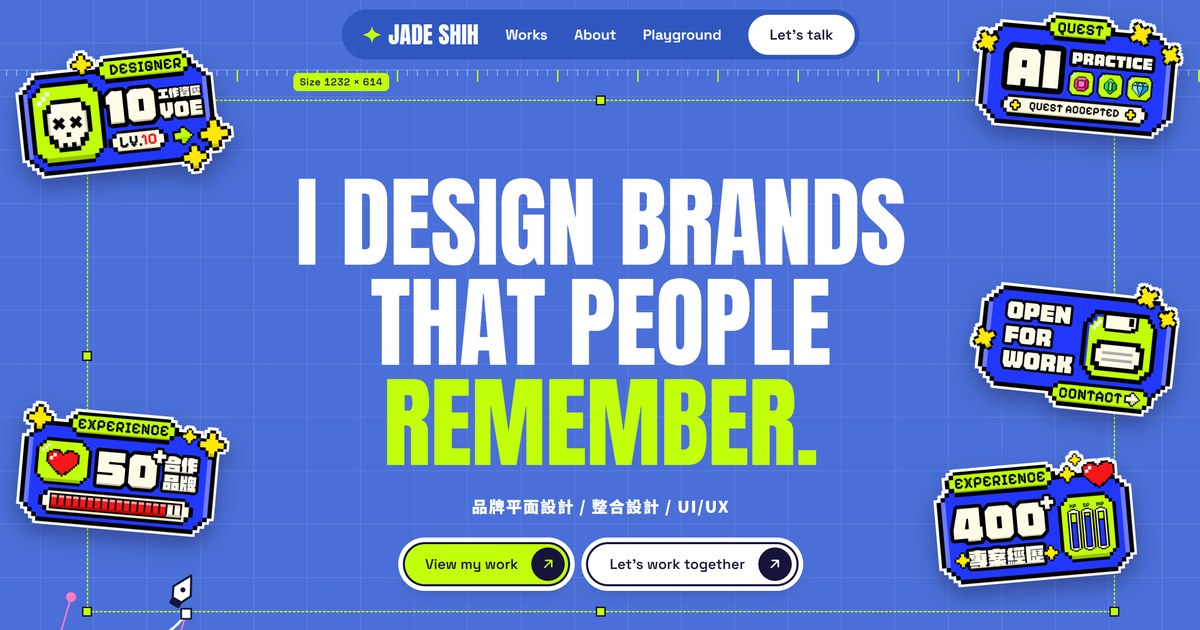 JADE SHIH
Works
About
Playground
Let's talk
Size 1232 × 614
DESIGNER
10 工作資歷 YOE
LV.10
QUEST
AI PRACTICE
QUEST ACCEPTED
I DESIGN BRANDS
THAT PEOPLE
REMEMBER.
OPEN
FOR
WORK
CONTACT
EXPERIENCE
50+ 合作
品牌
EXPERIENCE
400+
專案經歷
品牌平面設計 / 整合設計 / UI/UX
View my work
Let's work together